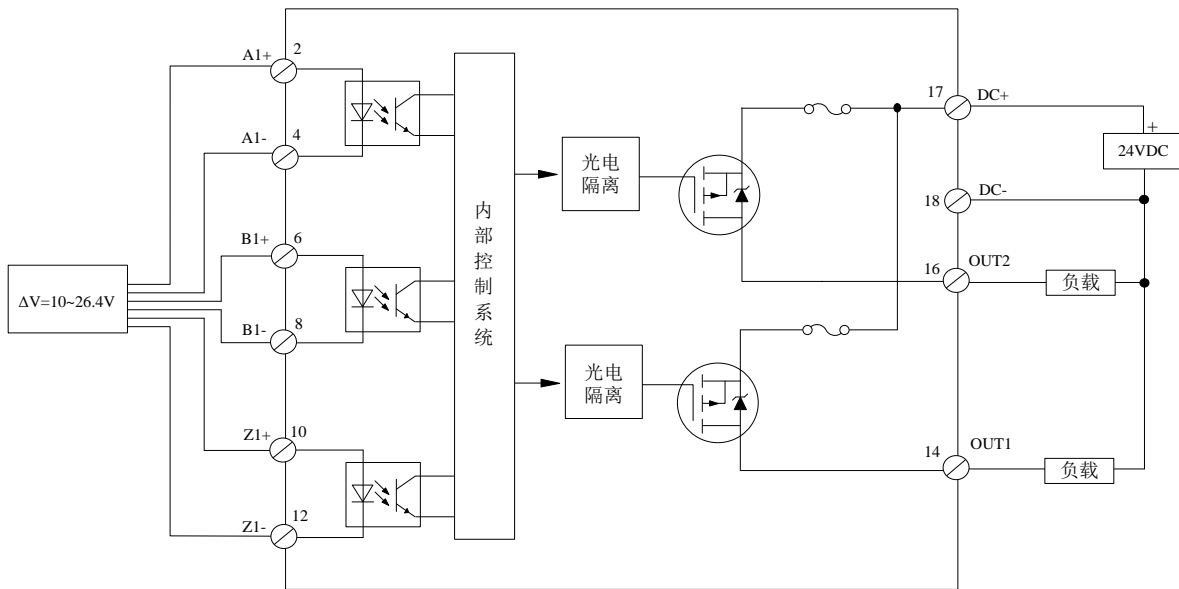 A1+
2
A1-
4
B1+
6
B1-
8
Z1+
10
Z1-
12
ΔV=10~26.4V
内部控制系统
光电
隔离
光电
隔离
17
DC+
+
24VDC
18
DC-
16
OUT2
负载
14
OUT1
负载